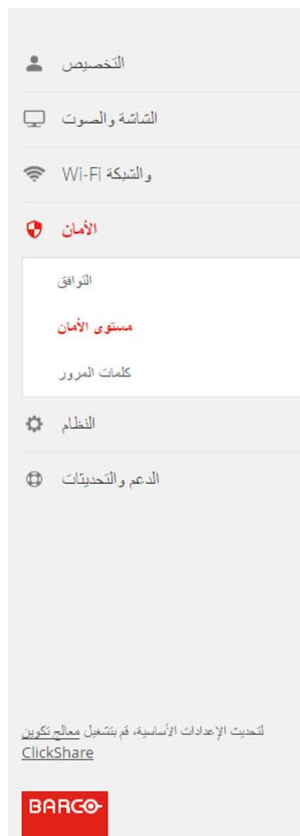 التخصيص
الشاشة والصوت
والشبكة Wi-Fi
الأمان
التوافق
مستوى الأمان
كلمات المرور
النظام
الدعم والتحديثات
لتحديث الإعدادات الأساسية، قم بتشغيل معالج تكوين
ClickShare
BARCO